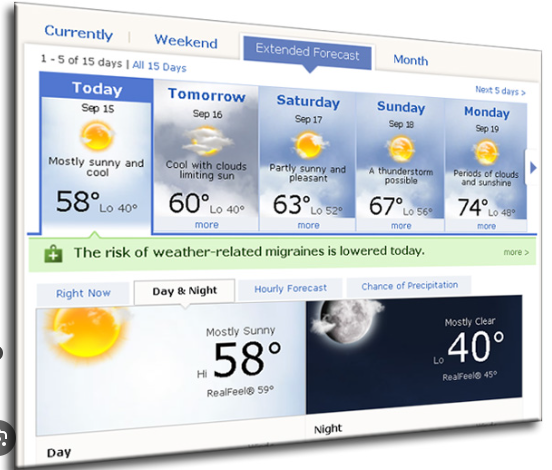 Currently | Weekend Extended Forecast Month
1 - 5 of 15 days | All 15 Days
Next 5 days >
Today
Sep 15
Mostly sunny and
cool
58° Lo 40°
Tomorrow
Sep 16
Cool with clouds
limiting sun
60° Lo 40°
more
Saturday
Sep 17
Partly sunny and
pleasant
63° Lo 52°
more
Sunday
Sep 18
A thunderstorm
possible
67° Lo 56°
more
Monday
Sep 19
Periods of clouds
and sunshine
74° Lo 48°
more
The risk of weather-related migraines is lowered today.
more >
Right Now Day & Night Hourly Forecast Chance of Precipitation
Mostly Sunny
Hi 58°
RealFeel® 59°
Mostly Clear
Lo 40°
RealFeel® 45°
Day
Night